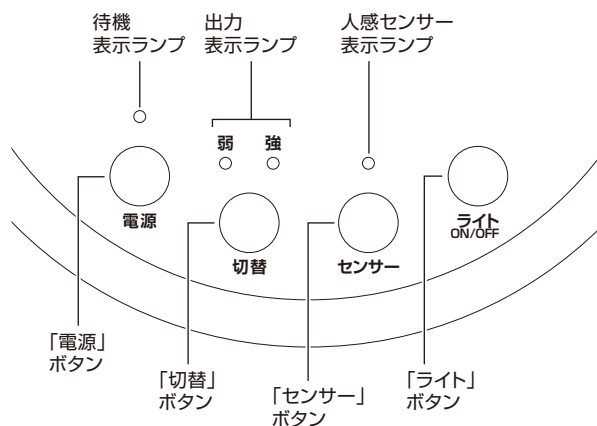 待機
表示ランプ
出力
表示ランプ
人感センサー
表示ランプ
弱
強
電源
切替
センサー
ライト
ON/OFF
「電源」
ボタン
「切替」
ボタン
「センサー」
ボタン
「ライト」
ボタン